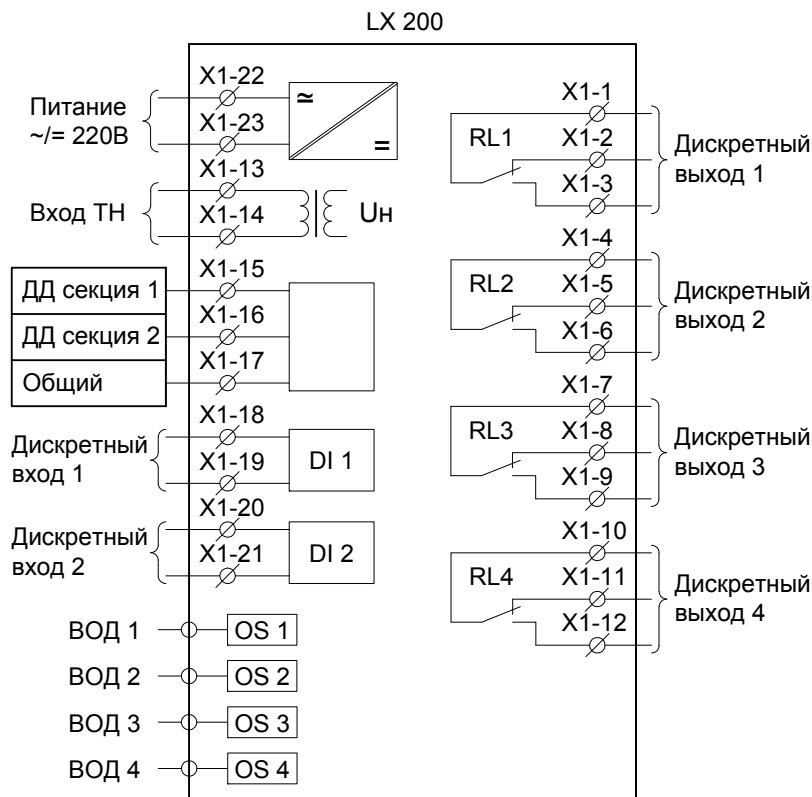 LX 200
Питание
~/= 220В
X1-22
X1-23
≃
=
Вход ТН
X1-13
X1-14
Uн
ДД секция 1
ДД секция 2
Общий
X1-15
X1-16
X1-17
Дискретный
вход 1
X1-18
X1-19
DI 1
Дискретный
вход 2
X1-20
X1-21
DI 2
ВОД 1
OS 1
ВОД 2
OS 2
ВОД 3
OS 3
ВОД 4
OS 4
RL1
X1-1
X1-2
X1-3
Дискретный
выход 1
RL2
X1-4
X1-5
X1-6
Дискретный
выход 2
RL3
X1-7
X1-8
X1-9
Дискретный
выход 3
RL4
X1-10
X1-11
X1-12
Дискретный
выход 4